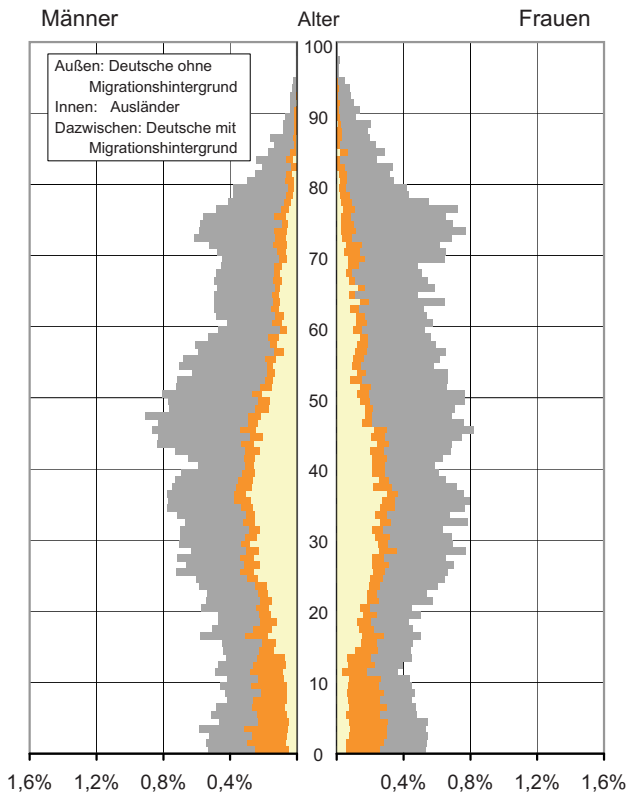 Männer Alter Frauen
100
Außen: Deutsche ohne
Migrationshintergrund
Innen: Ausländer
Dazwischen: Deutsche mit
Migrationshintergrund
90
80
70
60
50
40
30
20
10
0
1,6% 1,2% 0,8% 0,4% 0,4% 0,8% 1,2% 1,6%